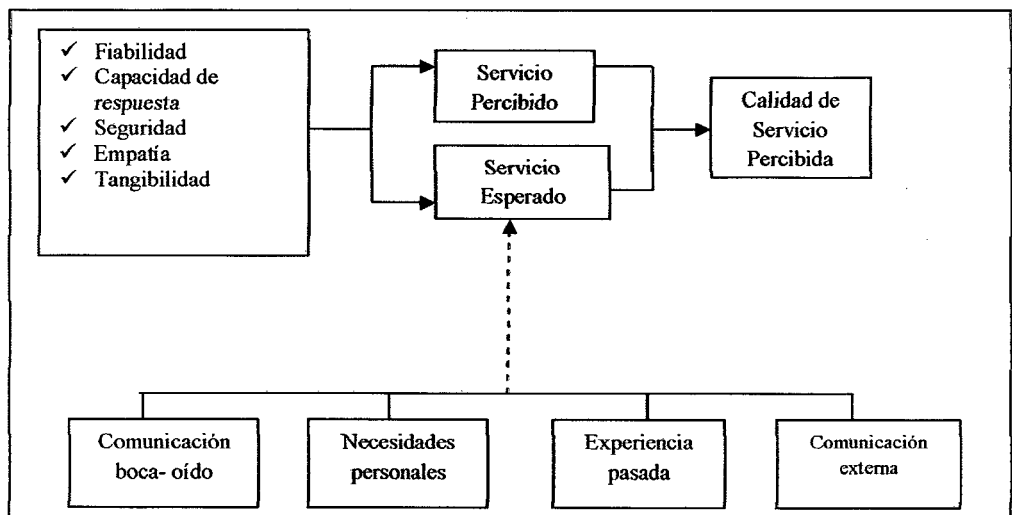 ✓ Fiabilidad
✓ Capacidad de
respuesta
✓ Seguridad
✓ Empatía
✓ Tangibilidad
Servicio
Percibido
Servicio
Esperado
Calidad de
Servicio
Percibida
Comunicación
boca- oído
Necesidades
personales
Experiencia
pasada
Comunicación
externa